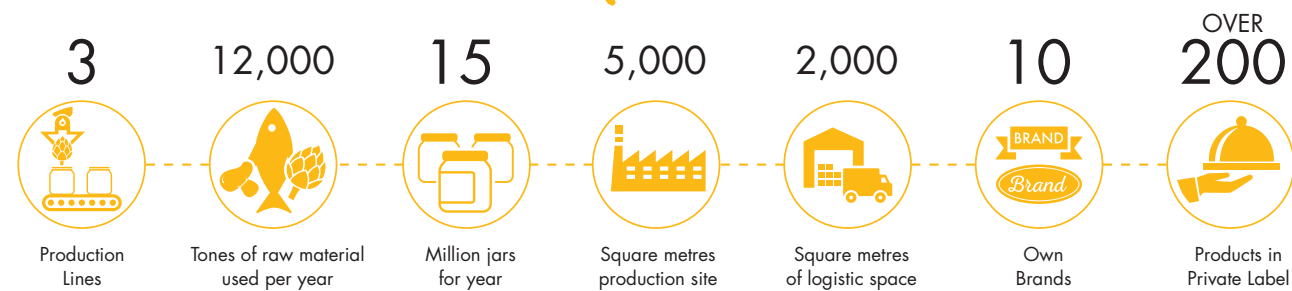 3
Production
Lines
12,000
Tones of raw material
used per year
15
Million jars
for year
5,000
Square metres
production site
2,000
Square metres
of logistic space
10
BRAND
Brand
Own
Brands
OVER
200
Products in
Private Label